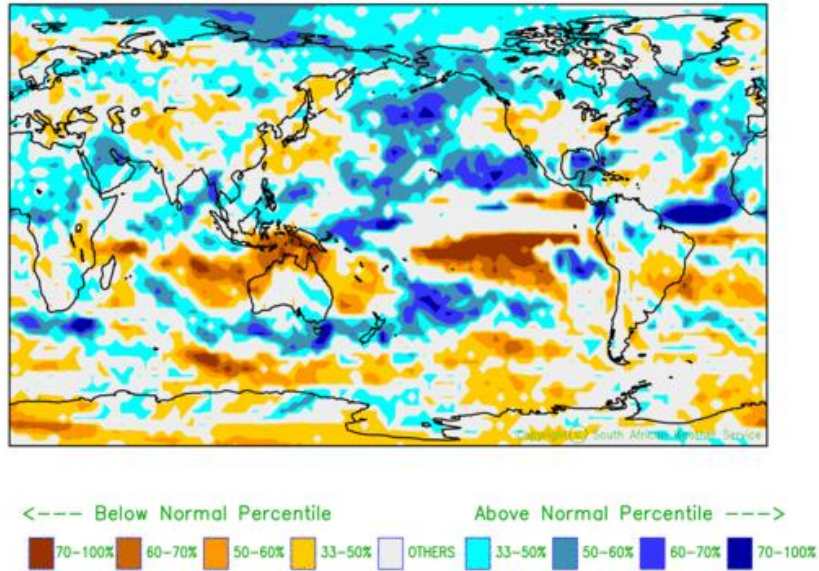 Copyright(c) South African Weather Service
<--- Below Normal Percentile
Above Normal Percentile --->
70-100% 60-70% 50-60% 33-50% OTHERS 33-50% 50-60% 60-70% 70-100%